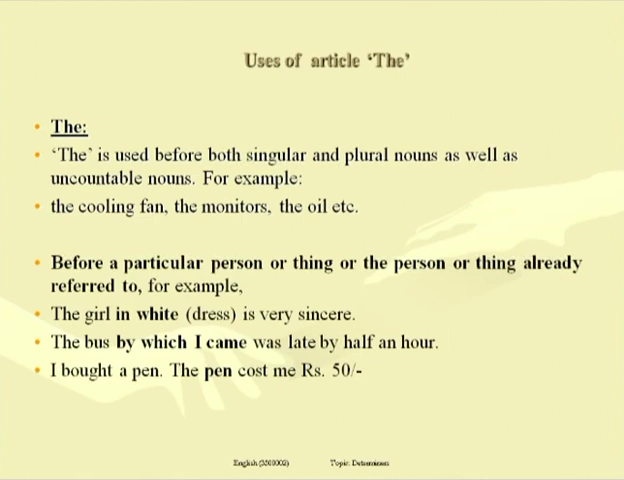 Uses of article ‘The’
• The:
• ‘The’ is used before both singular and plural nouns as well as
uncountable nouns. For example:
• the cooling fan, the monitors, the oil etc.
• Before a particular person or thing or the person or thing already
referred to, for example,
• The girl in white (dress) is very sincere.
• The bus by which I came was late by half an hour.
• I bought a pen. The pen cost me Rs. 50/-
English Topic: Determiners